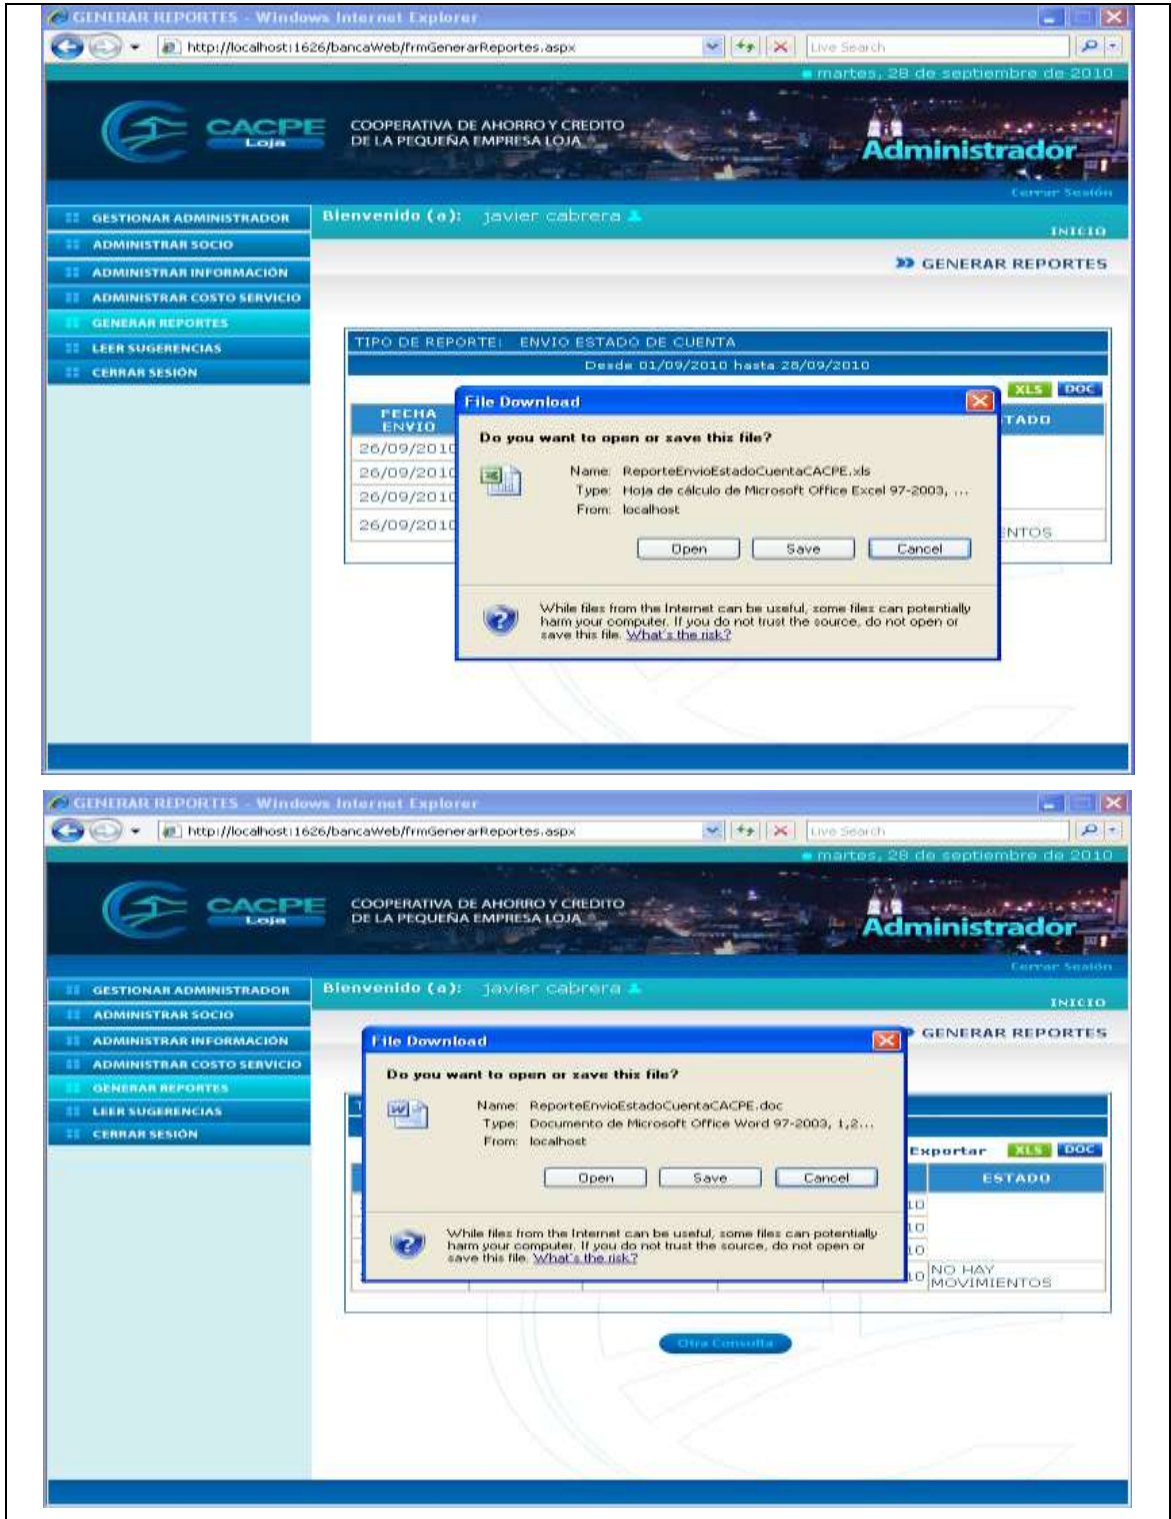 GENERAR REPORTES - Windows Internet Explorer
http://localhost:1626/bancaWeb/frmGenerarReportes.aspx
Live Search
martes, 28 de septiembre de 2010
CACPE
Loja
COOPERATIVA DE AHORRO Y CREDITO
DE LA PEQUEÑA EMPRESA LOJA
Administrador
Cerrar Sesión
GESTIONAR ADMINISTRADOR
Bienvenido (a): javier cabrera
INICIO
ADMINISTRAR SOCIO
GENERAR REPORTES
ADMINISTRAR INFORMACIÓN
ADMINISTRAR COSTO SERVICIO
GENERAR REPORTES
LEER SUGERENCIAS
CERRAR SESIÓN
TIPO DE REPORTE: ENVIO ESTADO DE CUENTA
Desde 01/09/2010 hasta 28/09/2010
XLS DOC
FECHA
ENVIO
TADO
26/09/2010
26/09/2010
26/09/2010
26/09/2010
ENTOS
File Download
Do you want to open or save this file?
Name: ReporteEnvioEstadoCuentaCACPE.xls
Type: Hoja de cálculo de Microsoft Office Excel 97-2003, ...
From: localhost
Open Save Cancel
While files from the Internet can be useful, some files can potentially
harm your computer. If you do not trust the source, do not open or
save this file. What's the risk?
GENERAR REPORTES - Windows Internet Explorer
http://localhost:1626/bancaWeb/frmGenerarReportes.aspx
Live Search
martes, 28 de septiembre de 2010
CACPE
Loja
COOPERATIVA DE AHORRO Y CREDITO
DE LA PEQUEÑA EMPRESA LOJA
Administrador
Cerrar Sesión
GESTIONAR ADMINISTRADOR
Bienvenido (a): javier cabrera
INICIO
ADMINISTRAR SOCIO
GENERAR REPORTES
ADMINISTRAR INFORMACIÓN
ADMINISTRAR COSTO SERVICIO
GENERAR REPORTES
LEER SUGERENCIAS
CERRAR SESIÓN
File Download
Do you want to open or save this file?
Name: ReporteEnvioEstadoCuentaCACPE.doc
Type: Documento de Microsoft Office Word 97-2003, 1,2...
From: localhost
Open Save Cancel
While files from the Internet can be useful, some files can potentially
harm your computer. If you do not trust the source, do not open or
save this file. What's the risk?
Exportar XLS DOC
ESTADO
10
10
10
10 NO HAY
MOVIMIENTOS
Otra Consulta